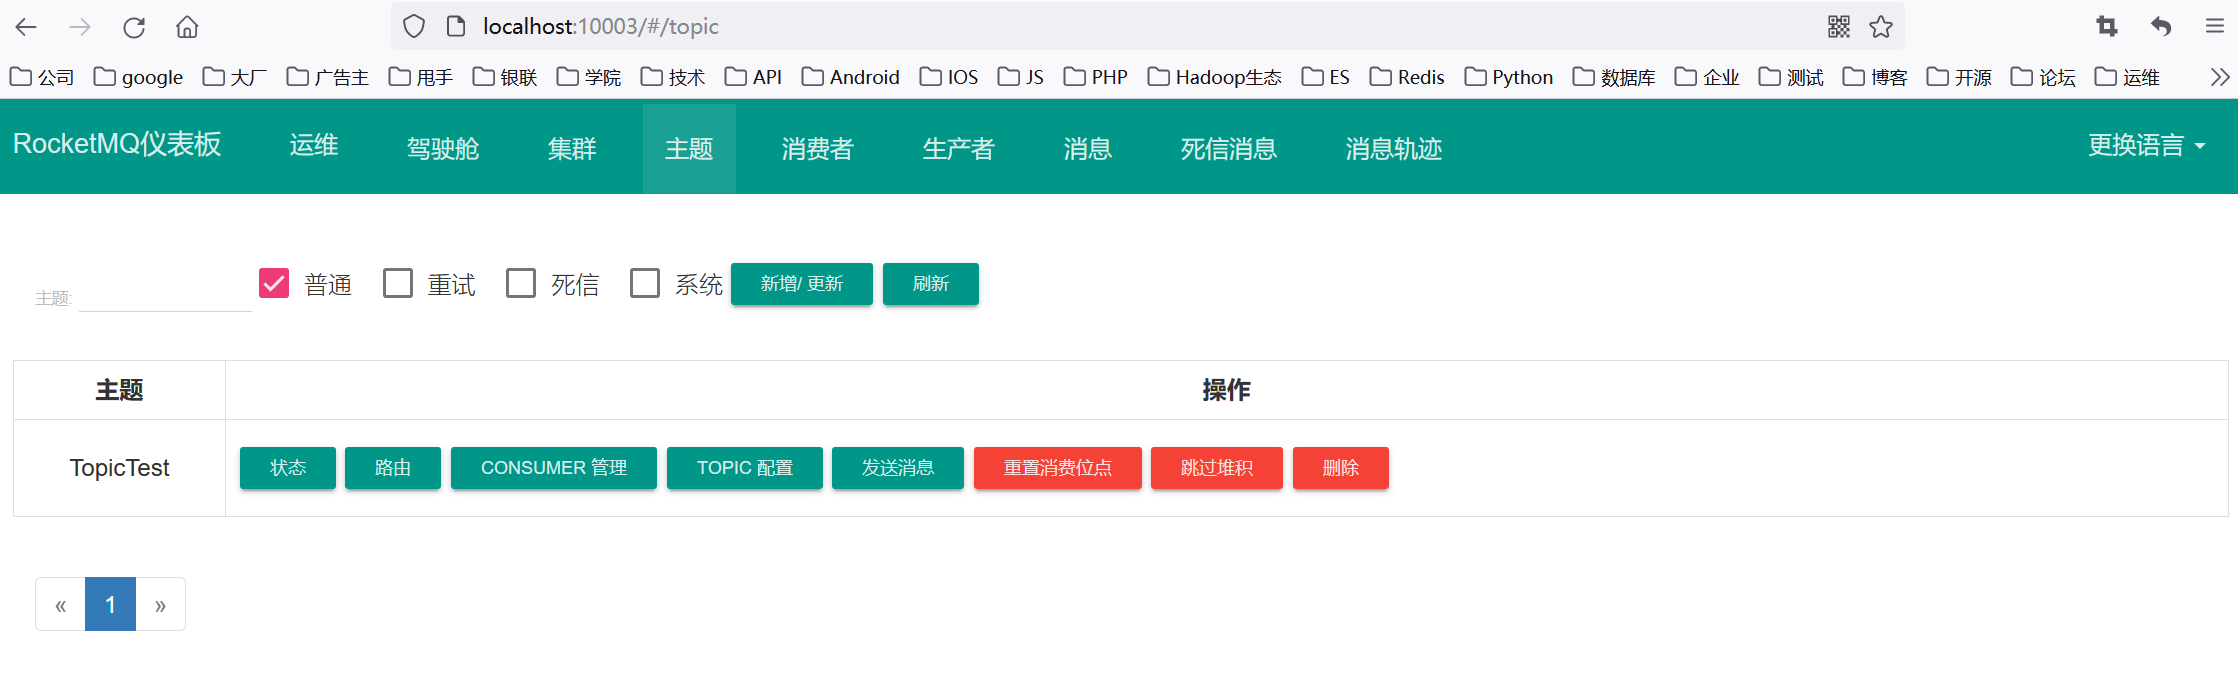 localhost:10003/#/topic
公司 google 大厂 广告主 甩手 银联 学院 技术 API Android IOS JS PHP Hadoop生态 ES Redis Python 数据库 企业 测试 博客 开源 论坛 运维
RocketMQ仪表板 运维 驾驶舱 集群 主题 消费者 生产者 消息 死信消息 消息轨迹 更换语言
主题: 普通 重试 死信 系统 新增/ 更新 刷新
主题 操作
TopicTest 状态 路由 CONSUMER 管理 TOPIC 配置 发送消息 重置消费位点 跳过堆积 删除
« 1 »